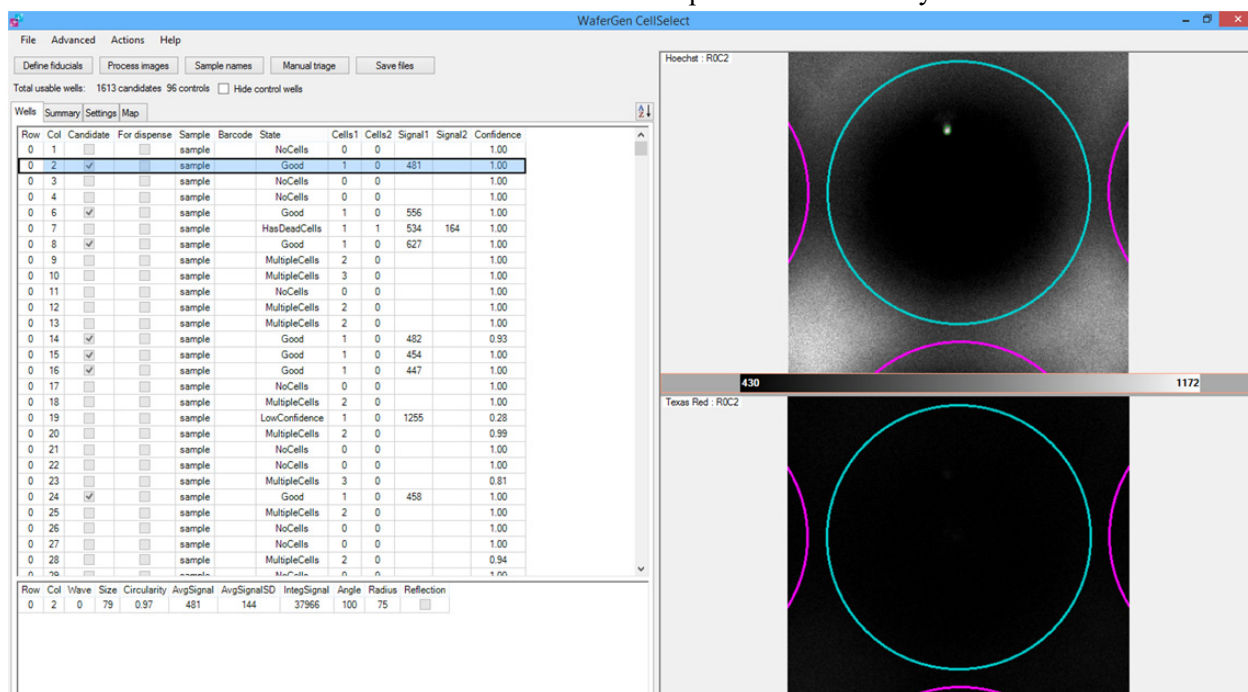 WaferGen CellSelect
File Advanced Actions Help
Define fiducials Process images Sample names Manual triage Save files
Total usable wells: 1613 candidates 96 controls Hide control wells
Wells Summary Settings Map
Row Col Candidate For dispense Sample Barcode State Cells1 Cells2 Signal1 Signal2 Confidence
0 1 sample NoCells 0 0 1.00
0 2 sample Good 1 0 481 1.00
0 3 sample NoCells 0 0 1.00
0 4 sample NoCells 0 0 1.00
0 6 sample Good 1 0 556 1.00
0 7 sample HasDeadCells 1 1 534 164 1.00
0 8 sample Good 1 0 627 1.00
0 9 sample MultipleCells 2 0 1.00
0 10 sample MultipleCells 3 0 1.00
0 11 sample NoCells 0 0 1.00
0 12 sample MultipleCells 2 0 1.00
0 13 sample MultipleCells 2 0 1.00
0 14 sample Good 1 0 482 0.93
0 15 sample Good 1 0 454 1.00
0 16 sample Good 1 0 447 1.00
0 17 sample NoCells 0 0 1.00
0 18 sample MultipleCells 2 0 1.00
0 19 sample LowConfidence 1 0 1255 0.28
0 20 sample MultipleCells 2 0 0.99
0 21 sample NoCells 0 0 1.00
0 22 sample NoCells 0 0 1.00
0 23 sample MultipleCells 3 0 0.81
0 24 sample Good 1 0 458 1.00
0 25 sample MultipleCells 2 0 1.00
0 26 sample NoCells 0 0 1.00
0 27 sample NoCells 0 0 1.00
0 28 sample MultipleCells 2 0 0.94
0 29 sample NoCells 0 0 1.00
Row Col Wave Size Circularity AvgSignal AvgSignalSD IntegSignal Angle Radius Reflection
0 2 0 79 0.97 481 144 37966 100 75
Hoechst : R0C2
430 1172
Texas Red : R0C2